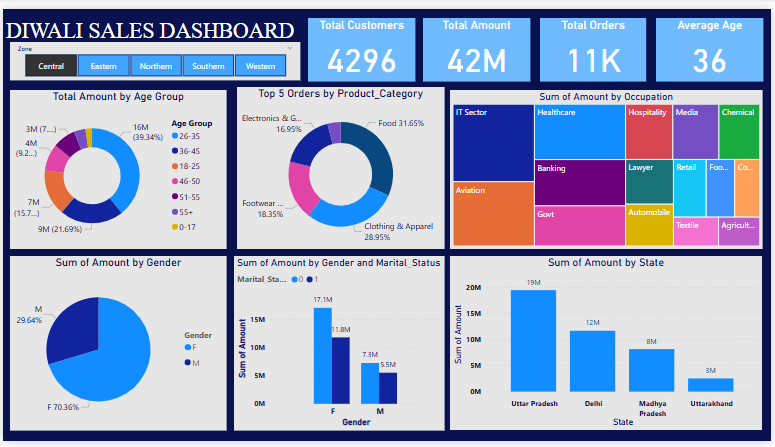 DIWALI SALES DASHBOARD
Zone
Central
Eastern
Northern
Southern
Western
Total Customers
4296
Total Amount
42M
Total Orders
11K
Average Age
36
Total Amount by Age Group
3M (7....)
4M
(9.2...)
7M
(15.7...)
9M (21.69%)
16M
(39.34%)
Age Group
26-35
36-45
18-25
46-50
51-55
55+
0-17
Top 5 Orders by Product_Category
Electronics & G...
16.95%
Food 31.65%
Footwear ...
18.35%
Clothing & Apparel
28.95%
Sum of Amount by Occupation
IT Sector
Healthcare
Hospitality
Media
Chemical
Aviation
Banking
Lawyer
Retail
Foo...
Co...
Govt
Automobile
Textile
Agricult...
Sum of Amount by Gender
M
29.64%
F 70.36%
Gender
F
M
Sum of Amount by Gender and Marital_Status
Marital_Sta...
0
1
Sum of Amount
15M
10M
5M
0M
17.1M
11.8M
7.3M
5.5M
F
M
Gender
Sum of Amount by State
Sum of Amount
20M
15M
10M
5M
0M
19M
12M
8M
3M
Uttar Pradesh
Delhi
Madhya
Pradesh
Uttarakhand
State